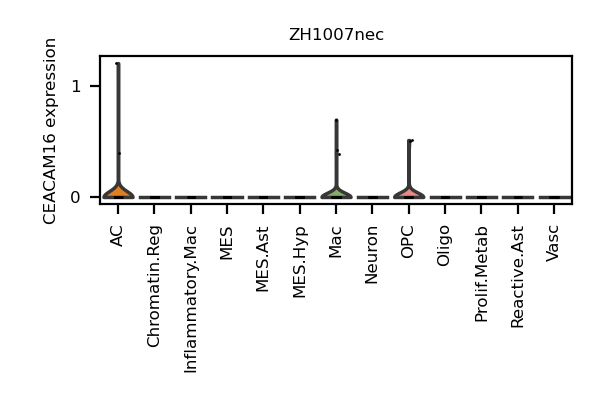 ZH1007nec
CEACAM16 expression
1
0
AC
Chromatin.Reg
Inflammatory.Mac
MES
MES.Ast
MES.Hyp
Mac
Neuron
OPC
Oligo
Prolif.Metab
Reactive.Ast
Vasc